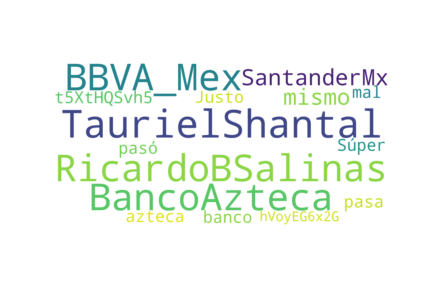 BBVA_Mex SantanderMx
t5XtHQSvh5 Justo mismo mal
TaurielShantal
pasó Súper
RicardoBSalinas
BancoAzteca pasa
azteca banco hVoyEG6x2G